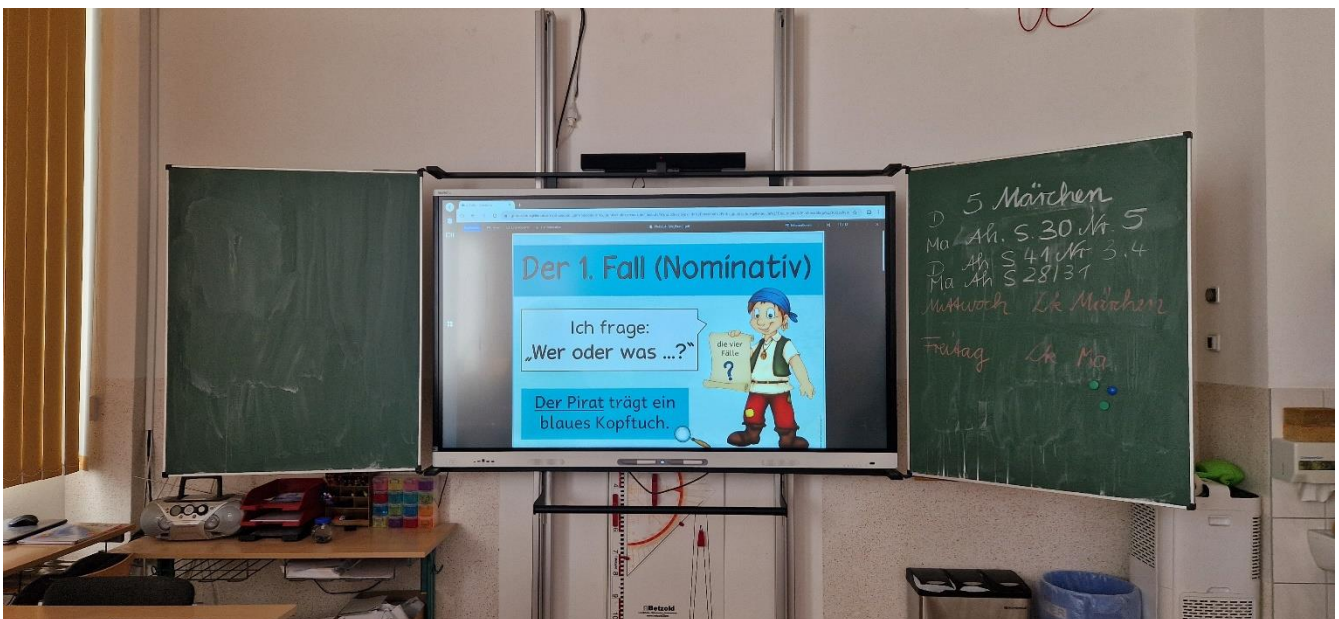 Der 1. Fall (Nominativ)
Ich frage:
„Wer oder was ...?“
die vier
Fälle
?
Der Pirat trägt ein
blaues Kopftuch.
D 5 Märchen
Ma Ah. S. 30 Nr. 5
D Ah S 41 Nr 3.4
Ma Ah S 28/31
Mittwoch Lk Märchen
Freitag Lk Ma
Betzold